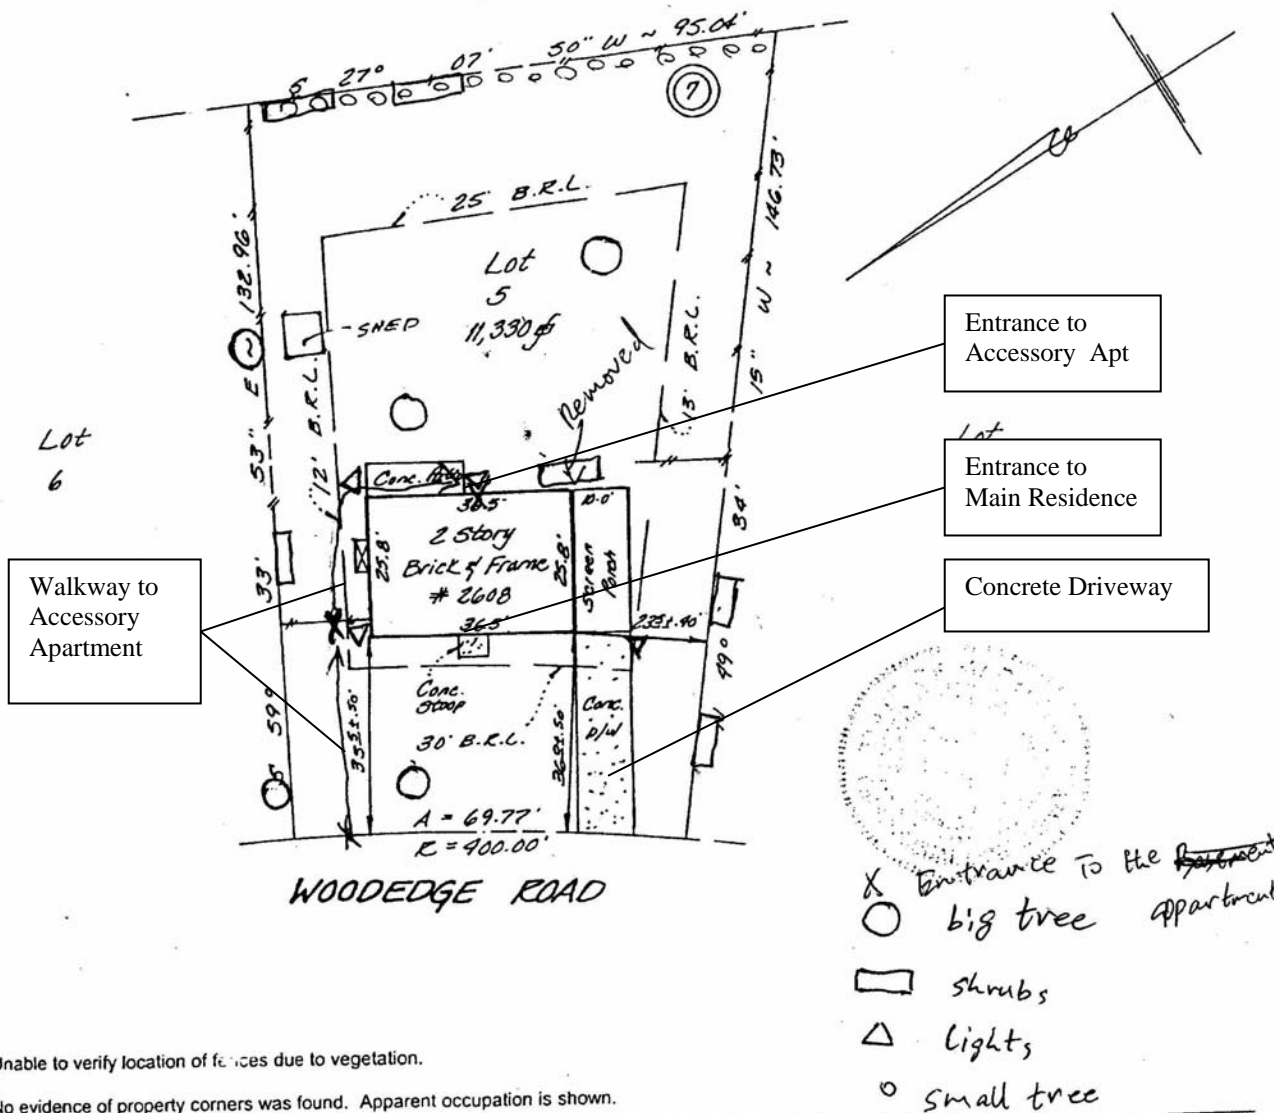 S 27° 07' 50" W ~ 95.04'
7
25' B.R.L.
132.96'
E
53"
33'
59°
146.73'
W ~
15"
34'
49°
Lot
5
11,330
SHED
12' B.R.L.
13' B.R.L.
Removed
Entrance to
Accessory Apt
Lot
6
Lot
Entrance to
Main Residence
Conc.
36.5'
10.0'
2 Story
Brick & Frame
# 2608
25.8'
25.8'
Screen
Porch
36.5'
Walkway to
Accessory
Apartment
Concrete Driveway
Conc.
Stoop
30' B.R.L.
Conc.
D/W
A = 69.77'
R = 400.00'
WOODEDGE ROAD
X Entrance To the Basement
appartment
big tree
shrubs
lights
small tree
Unable to verify location of fences due to vegetation.
No evidence of property corners was found. Apparent occupation is shown.